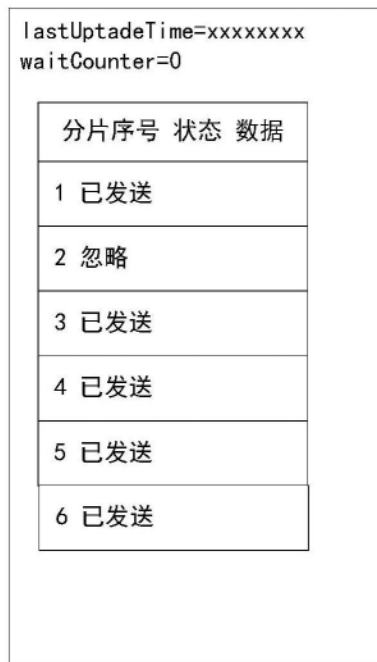 lastUptadeTime=xxxxxxxx
waitCounter=0
分片序号 状态 数据
1 已发送
2 忽略
3 已发送
4 已发送
5 已发送
6 已发送